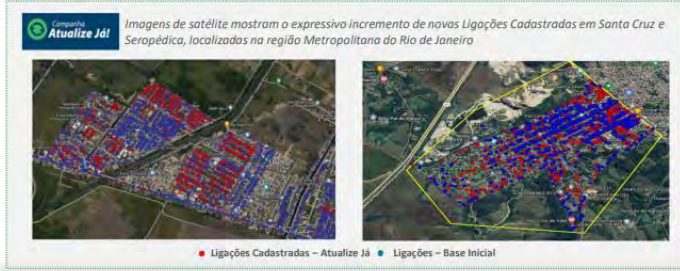 Campanha
Atualize Já!
Imagens de satélite mostram o expressivo incremento de novas Ligações Cadastradas em Santa Cruz e
Seropédica, localizadas na região Metropolitana do Rio de Janeiro
Ligações Cadastradas – Atualize Já
Ligações – Base Inicial